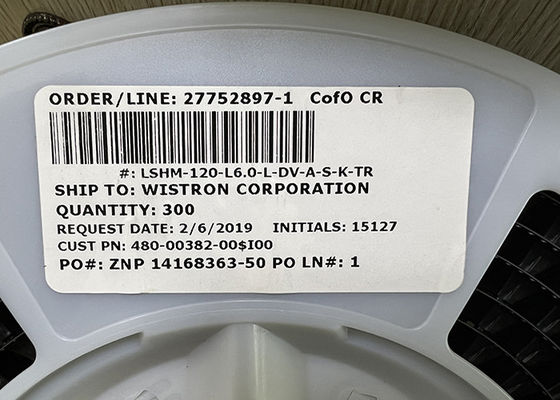 ORDER/LINE: 27752897-1 CofO CR
#: LSHM-120-L6.0-L-DV-A-S-K-TR
SHIP TO: WISTRON CORPORATION
QUANTITY: 300
REQUEST DATE: 2/6/2019 INITIALS: 15127
CUST PN: 480-00382-00$I00
PO#: ZNP 14168363-50 PO LN#: 1